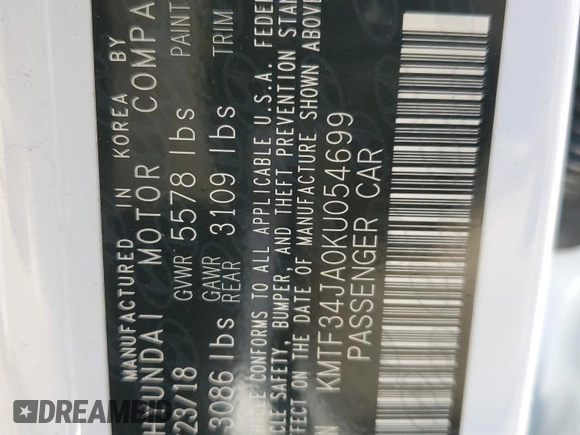 MANUFACTURED IN KOREA BY
HYUNDAI MOTOR COMPA
23/18 GVWR 5578 lbs PAINT
3086 lbs GAWR REAR 3109 lbs TRIM
CONFORMS TO ALL APPLICABLE U.S.A. FEDER
SAFETY, BUMPER, AND THEFT PREVENTION STAN
ON THE DATE OF MANUFACTURE SHOWN ABOVE
KMTF34JA0KU054699
PASSENGER CAR
DREAMBID